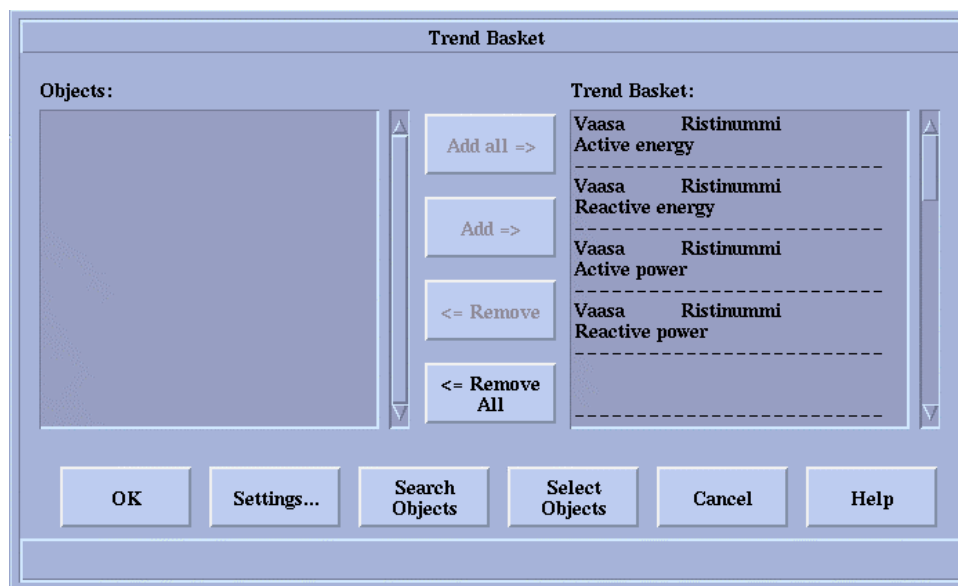 Trend Basket
Objects:
Trend Basket:
Add all =>
Add =>
<= Remove
<= Remove
All
Vaasa Ristinummi
Active energy
----------------------------
Vaasa Ristinummi
Reactive energy
----------------------------
Vaasa Ristinummi
Active power
----------------------------
Vaasa Ristinummi
Reactive power
----------------------------
----------------------------
OK
Settings...
Search
Objects
Select
Objects
Cancel
Help